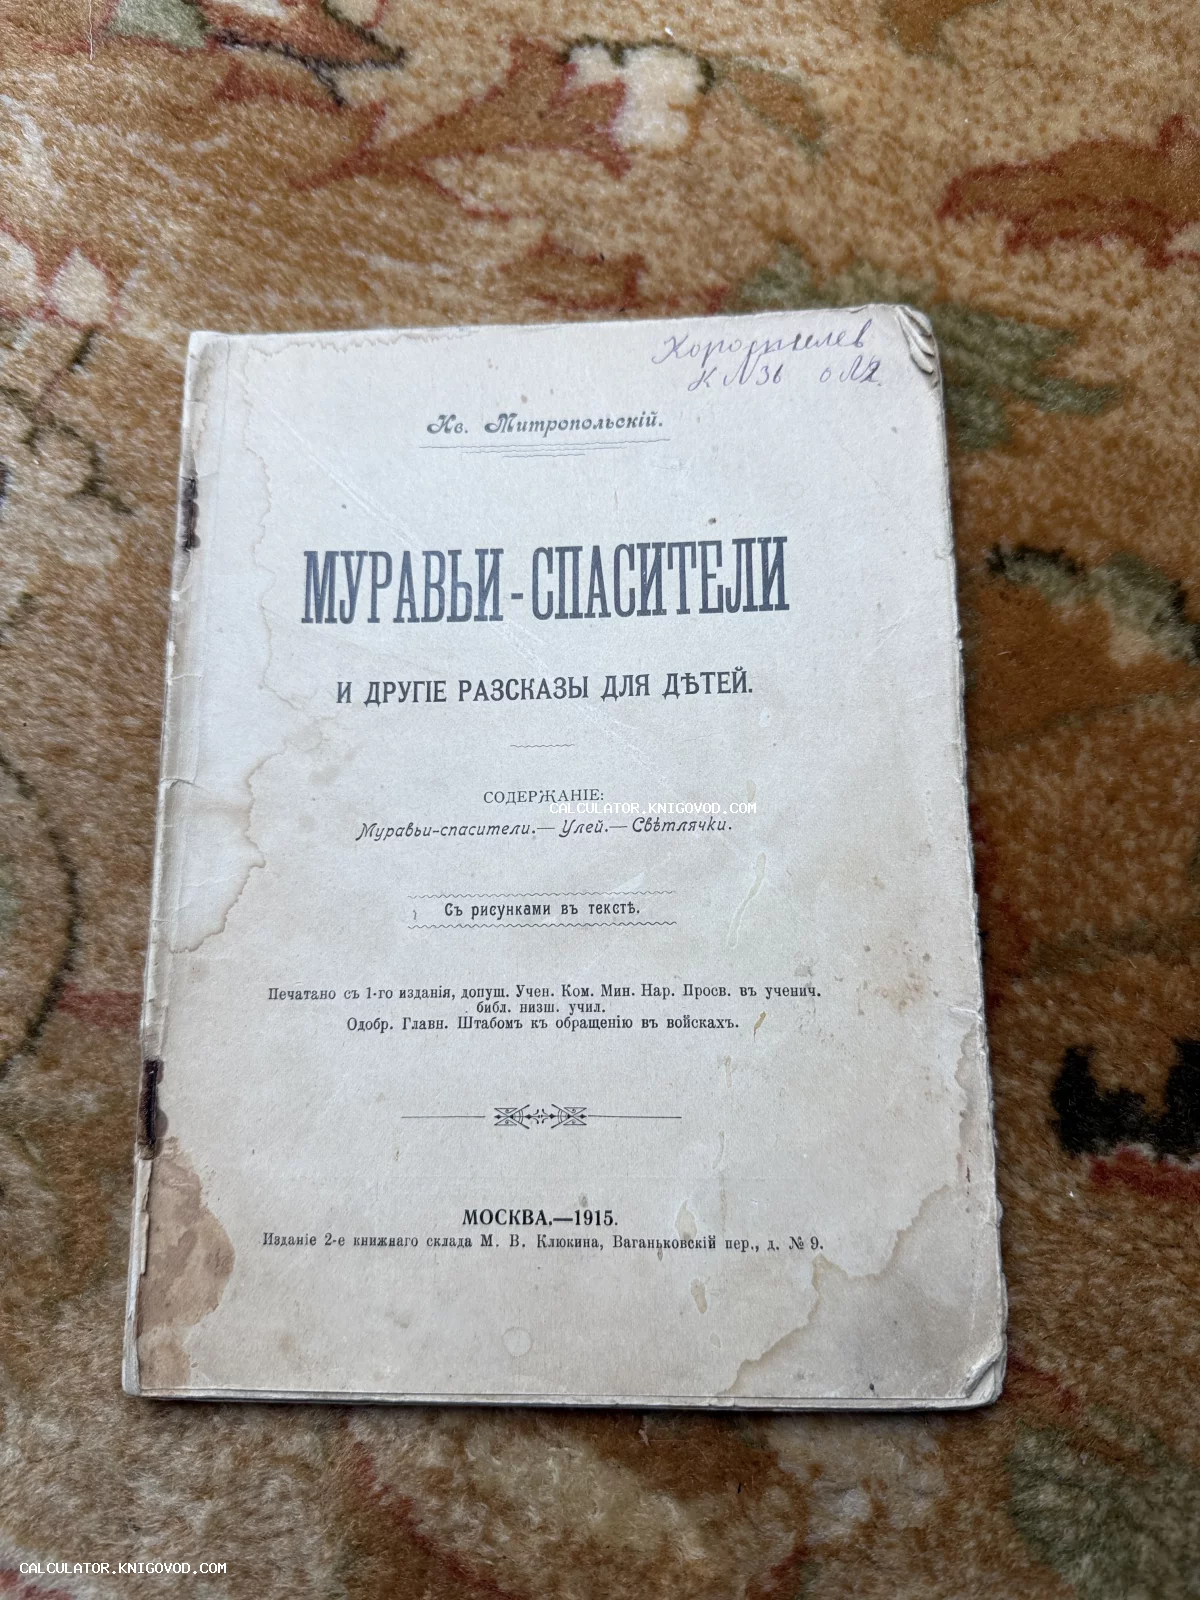 К №36 о №2.
Ив. Митропольскій.
МУРАВЬИ-СПАСИТЕЛИ
И ДРУГІЕ РАЗСКАЗЫ ДЛЯ ДѢТЕЙ.
СОДЕРЖАНІЕ:
CALCULATOR.KNIGOVOD.COM
Муравьи-спасители.— Улей.— Свѣтлячки.
Съ рисунками въ текстѣ.
Печатано съ 1-го изданія, допущ. Учен. Ком. Мин. Нар. Просв. въ ученич.
библ. низш. учил.
Одобр. Главн. Штабомъ къ обращенію въ войскахъ.
МОСКВА.—1915.
Изданіе 2-е книжнаго склада М. В. Клюкина, Ваганьковскій пер., д. № 9.
CALCULATOR.KNIGOVOD.COM